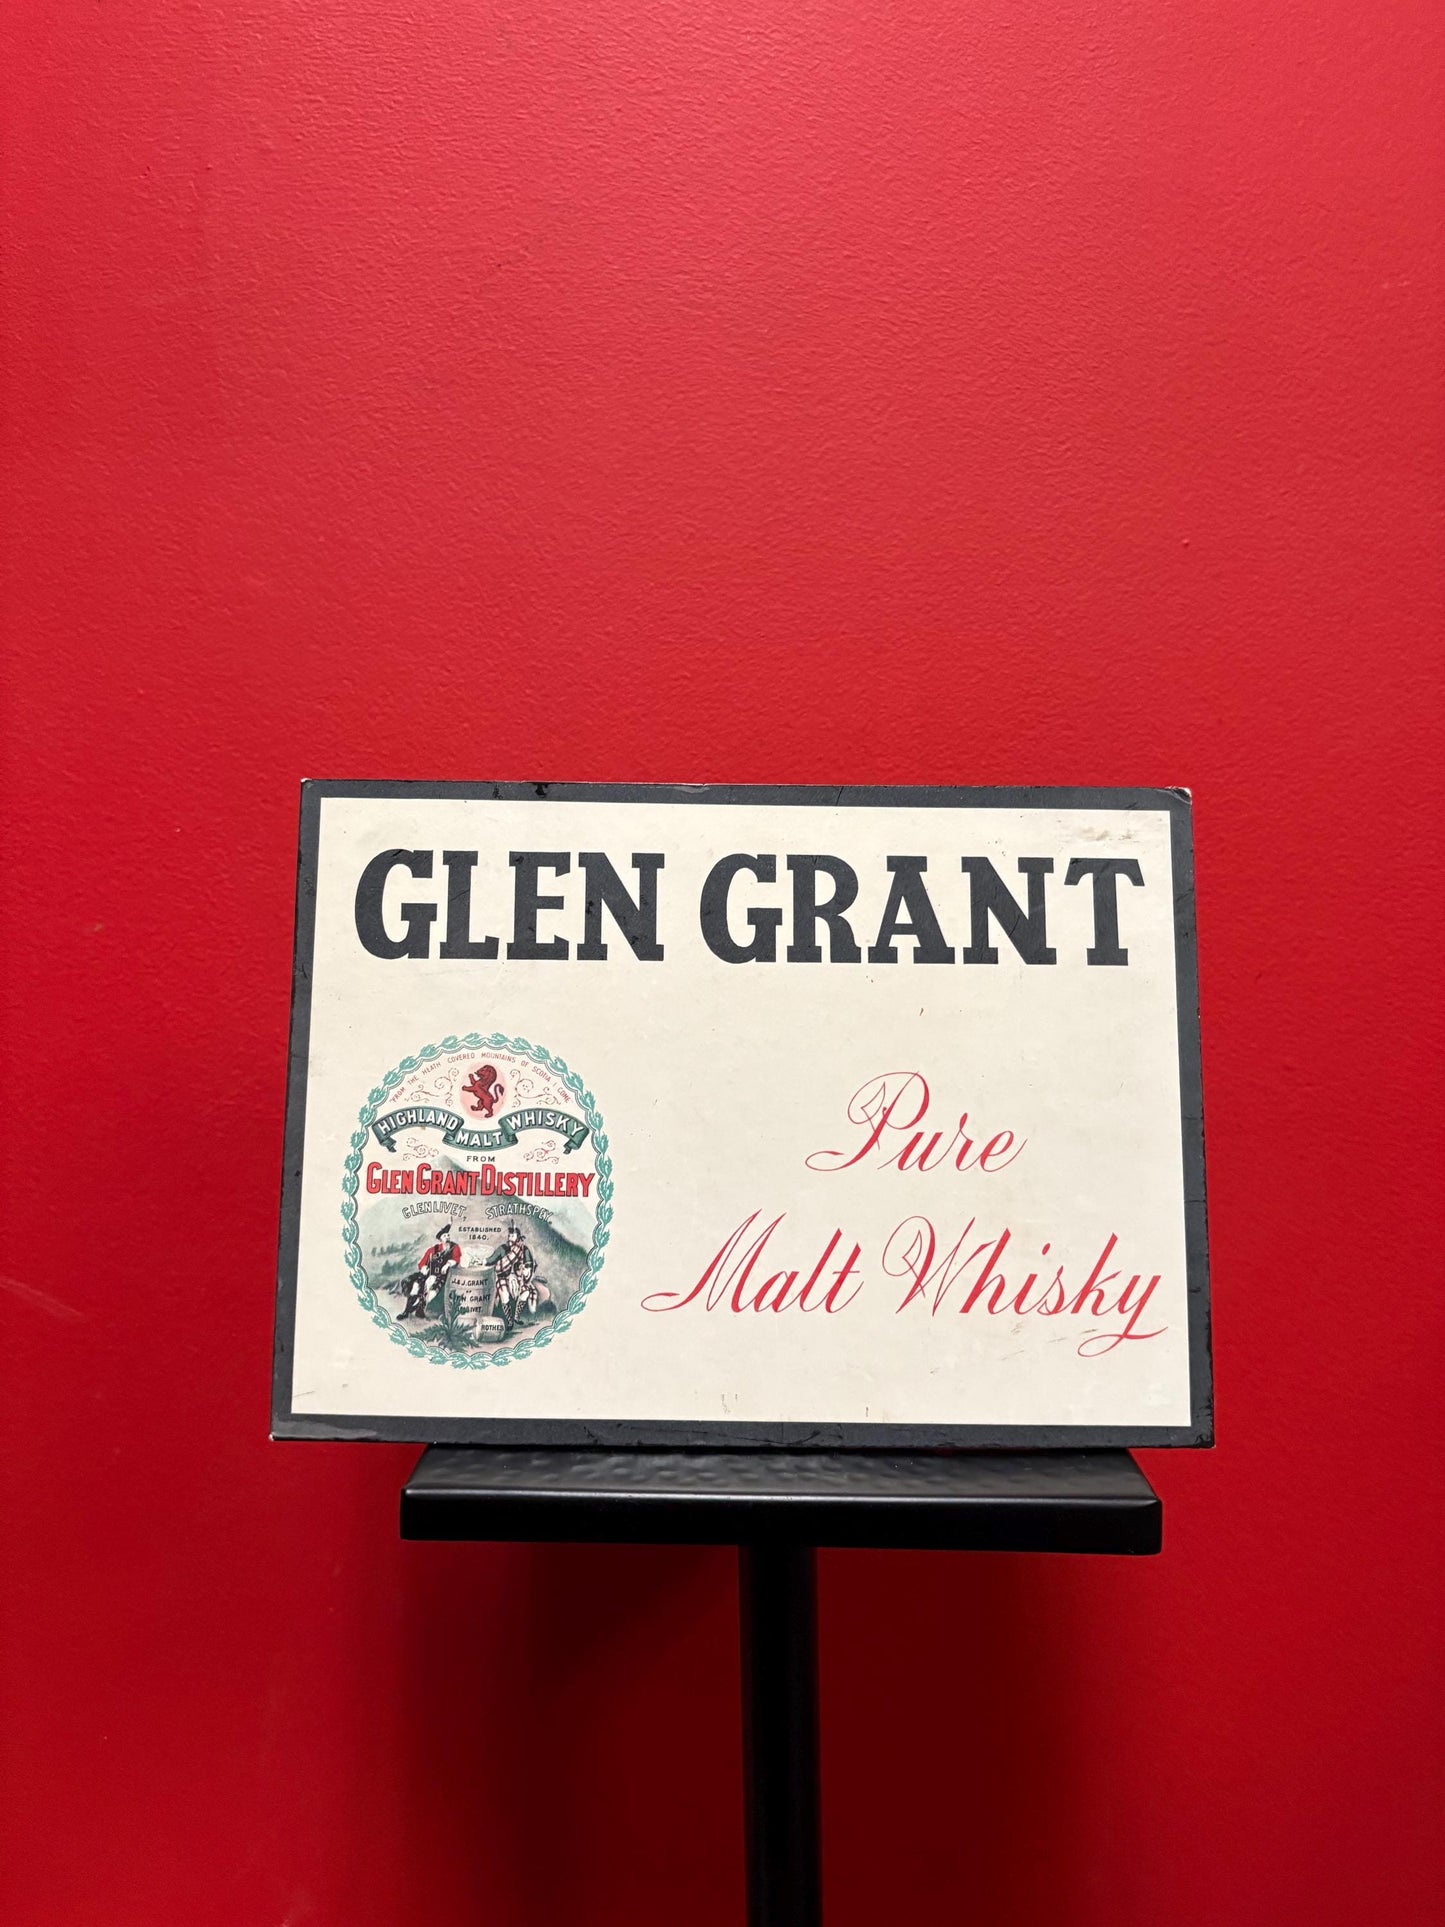 GLEN GRANT
"FROM THE HEATH COVERED MOUNTAINS OF SCOTIA I COME"
HIGHLAND MALT WHISKY
FROM
GLEN GRANT DISTILLERY
GLENLIVET, STRATHSPEY.
ESTABLISHED
1840.
J.& J. GRANT
GLEN GRANT
ROTHES
Pure
Malt Whisky